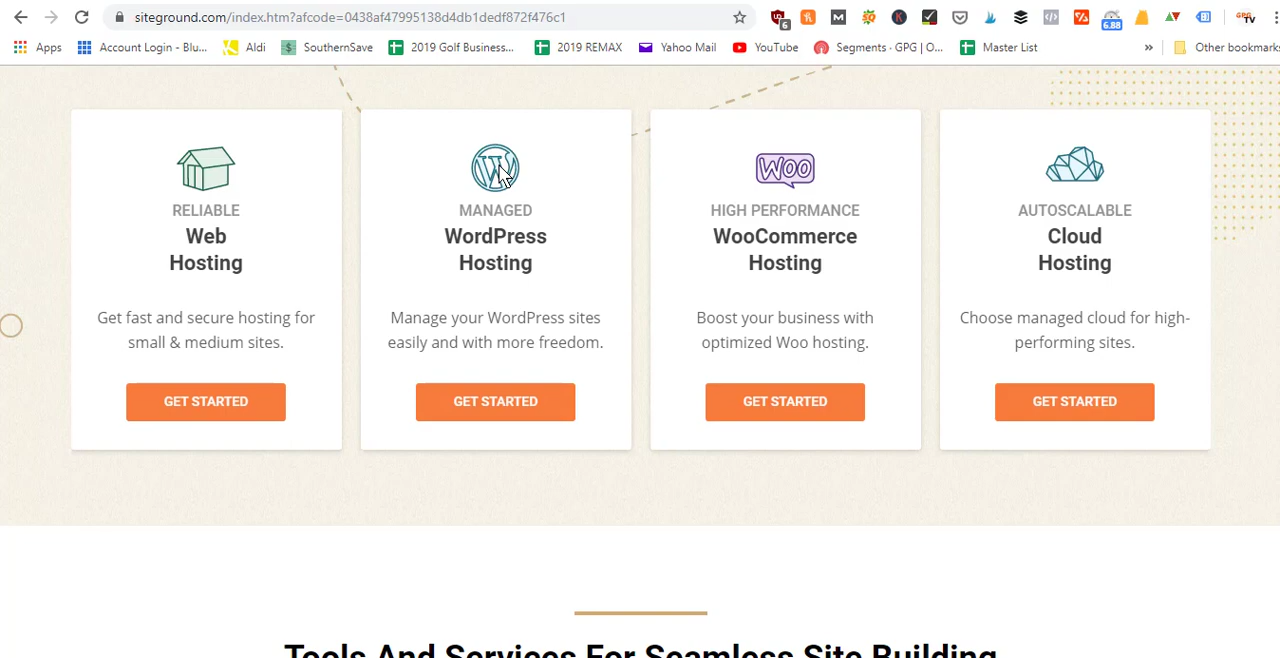 siteground.com/index.htm?afcode=0438af47995138d4db1dedf872f476c1
6
6.88
Apps
Account Login - Blu...
Aldi
SouthernSave
2019 Golf Business...
2019 REMAX
Yahoo Mail
YouTube
Segments · GPG | O...
Master List
»
Other bookmarks
WOO
RELIABLE
Web
Hosting
Get fast and secure hosting for
small & medium sites.
GET STARTED
MANAGED
WordPress
Hosting
Manage your WordPress sites
easily and with more freedom.
GET STARTED
HIGH PERFORMANCE
WooCommerce
Hosting
Boost your business with
optimized Woo hosting.
GET STARTED
AUTOSCALABLE
Cloud
Hosting
Choose managed cloud for high-
performing sites.
GET STARTED
Tools And Services For Seamless Site Building